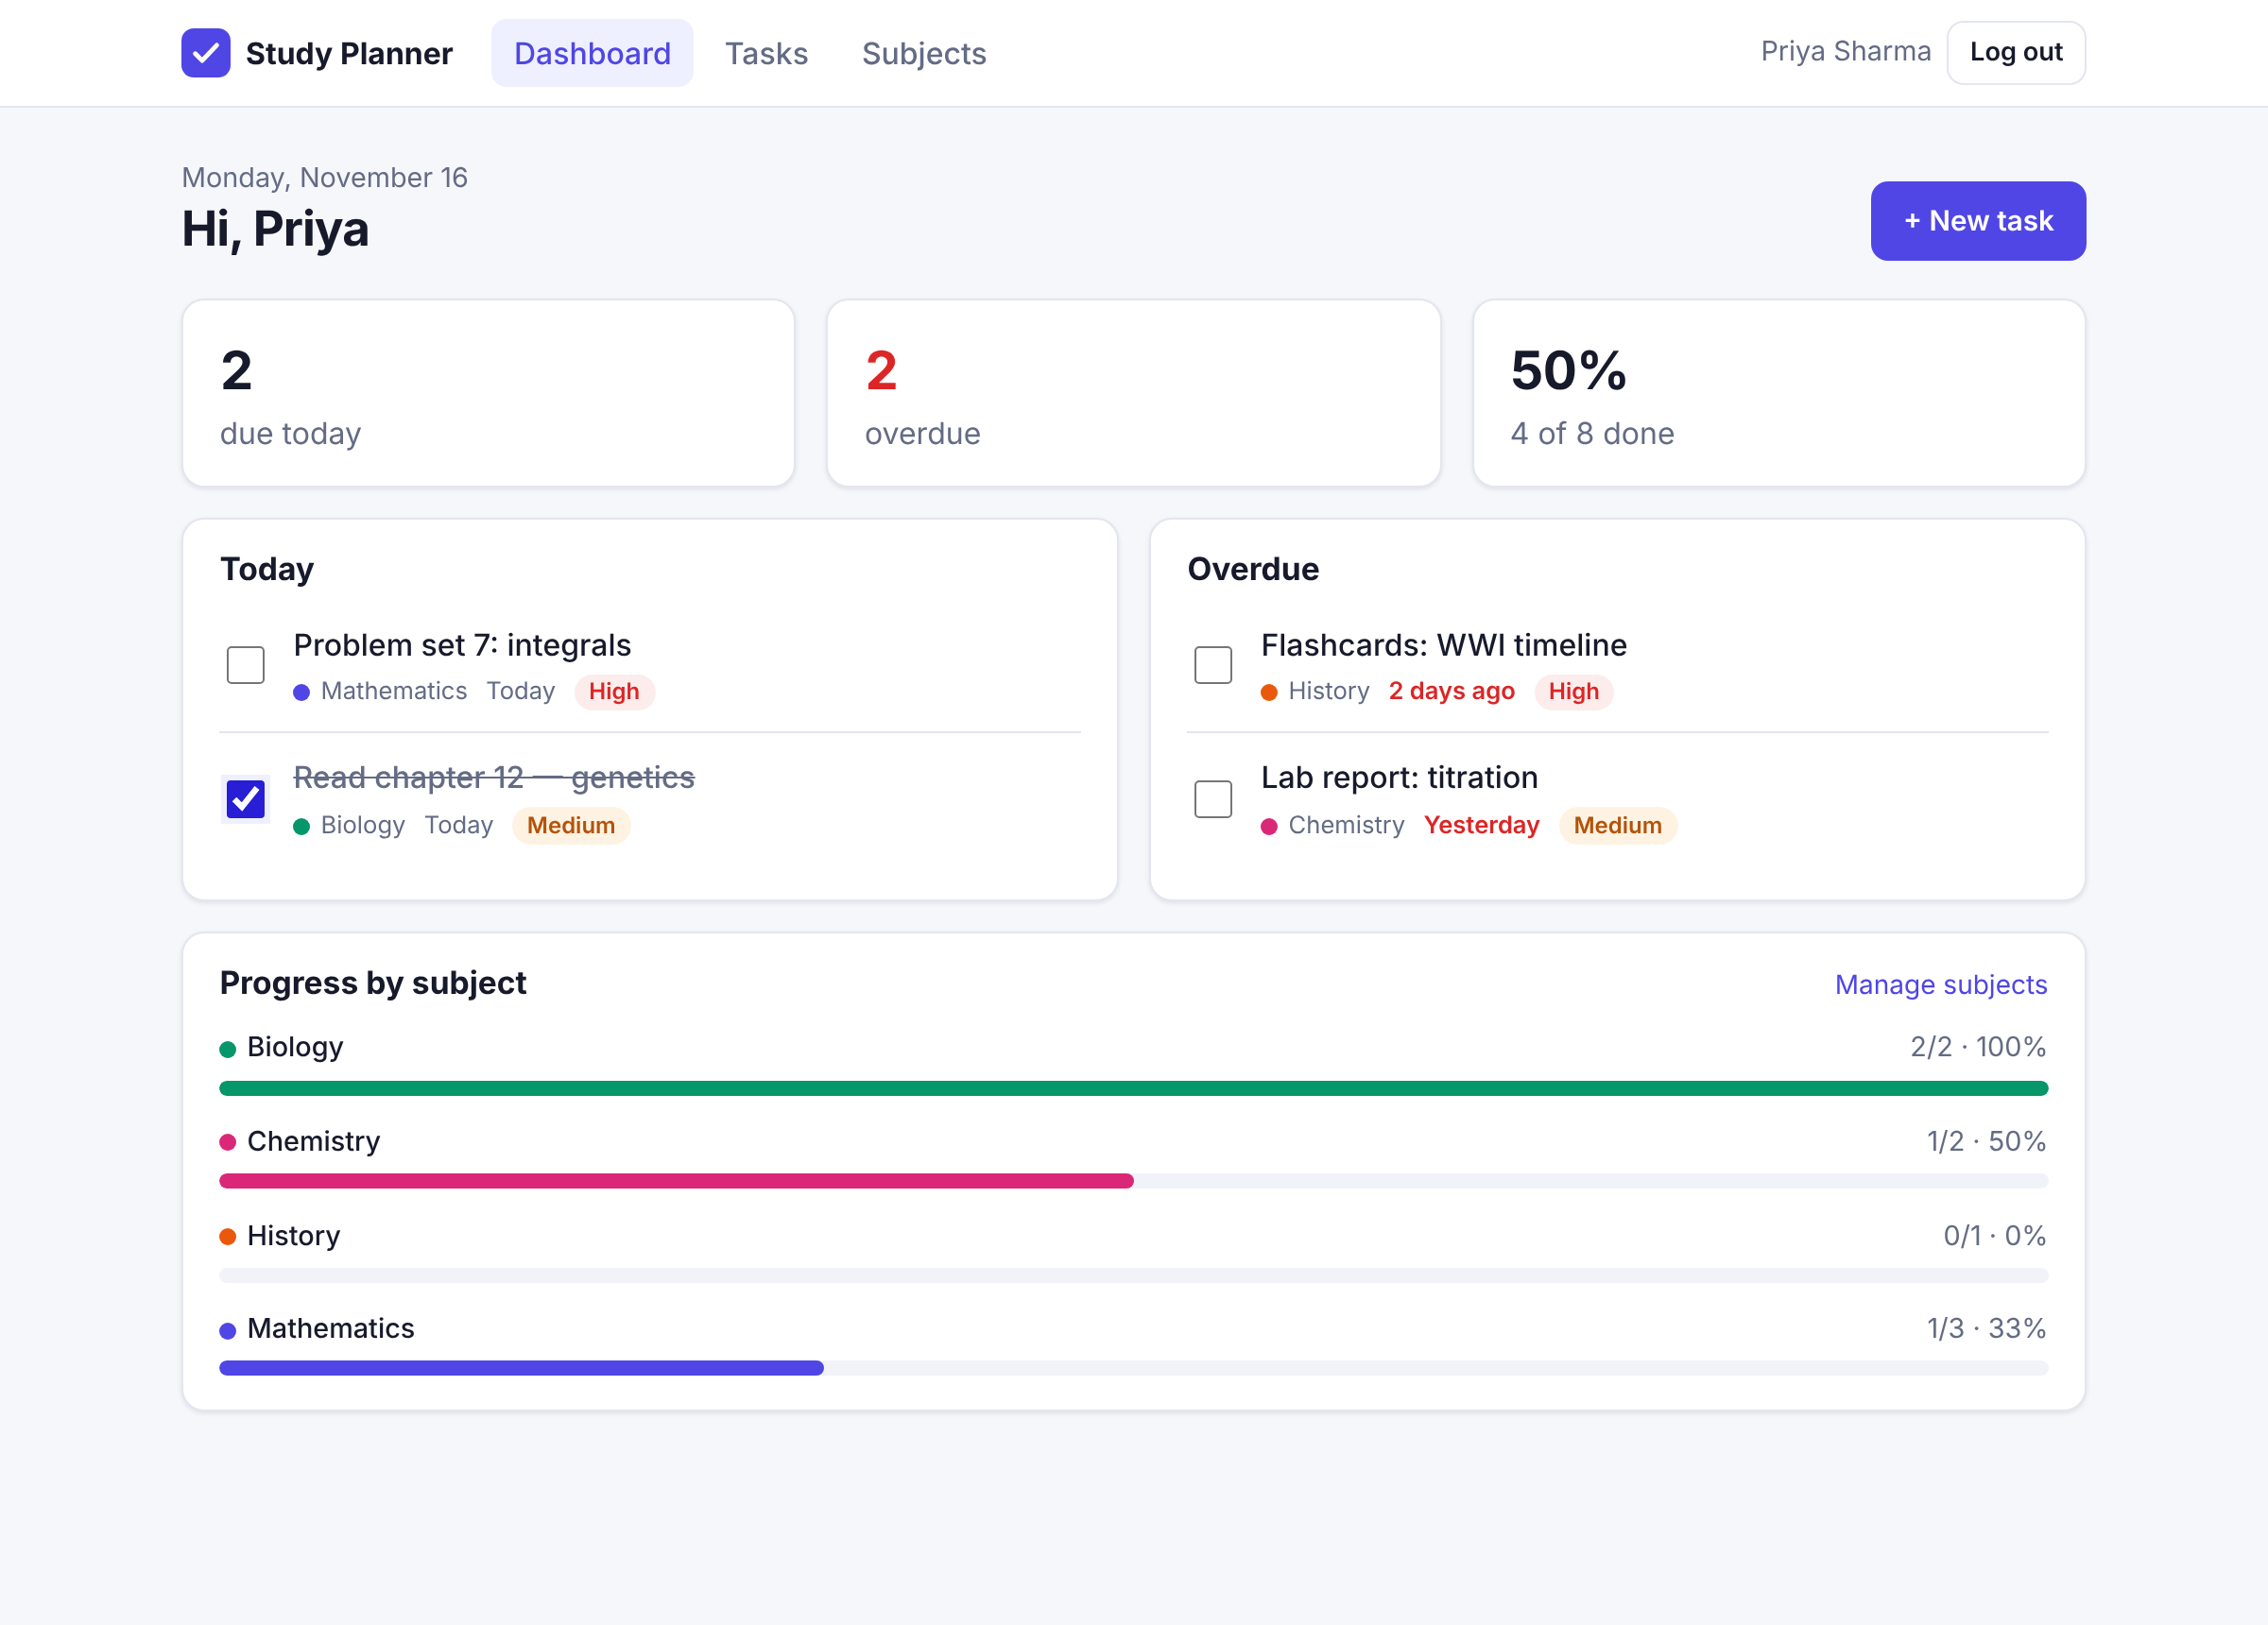 Study Planner
Dashboard
Tasks
Subjects
Priya Sharma
Log out
Monday, November 16
Hi, Priya
+ New task
2
due today
2
overdue
50%
4 of 8 done
Today
Problem set 7: integrals
Mathematics Today High
Read chapter 12 — genetics
Biology Today Medium
Overdue
Flashcards: WWI timeline
History 2 days ago High
Lab report: titration
Chemistry Yesterday Medium
Progress by subject
Manage subjects
Biology
2/2 · 100%
Chemistry
1/2 · 50%
History
0/1 · 0%
Mathematics
1/3 · 33%